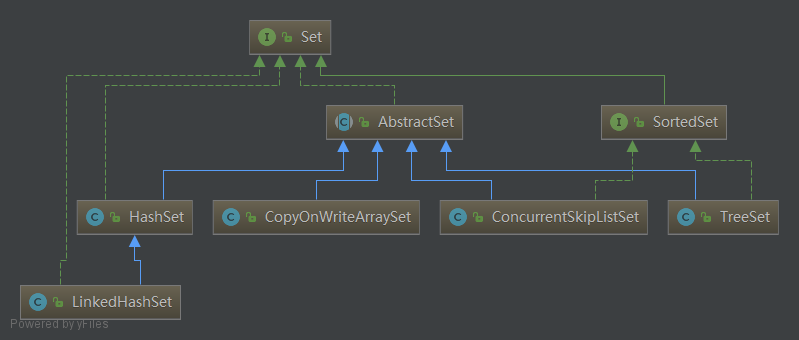 I Set
C AbstractSet
I SortedSet
C HashSet
C CopyOnWriteArraySet
C ConcurrentSkipListSet
C TreeSet
C LinkedHashSet
Powered by yFiles